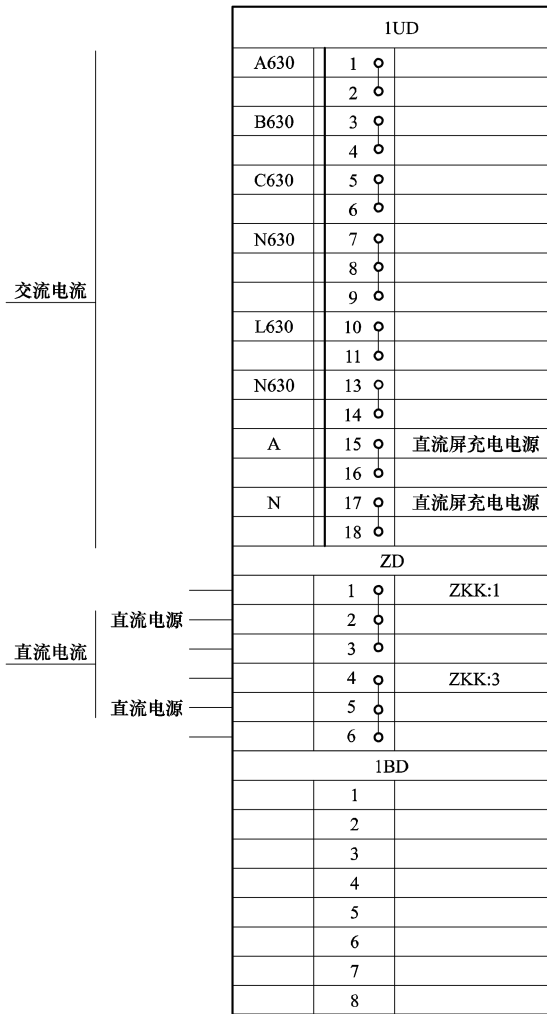 1UD
A630 1
2
B630 3
4
C630 5
6
N630 7
8
9
交流电流
L630 10
11
N630 13
14
A 15 直流屏充电电源
16
N 17 直流屏充电电源
18
ZD
1 ZKK:1
直流电源 2
直流电流 3
4 ZKK:3
直流电源 5
6
1BD
1
2
3
4
5
6
7
8